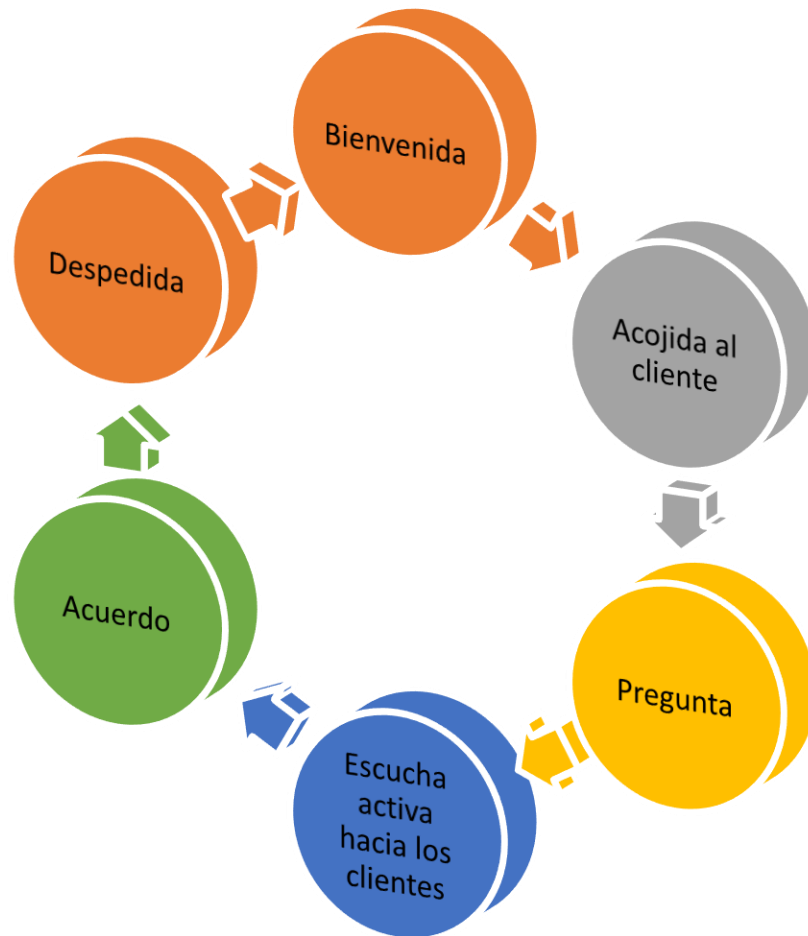 Bienvenida
Acojida al
cliente
Pregunta
Escucha
activa
hacia los
clientes
Acuerdo
Despedida